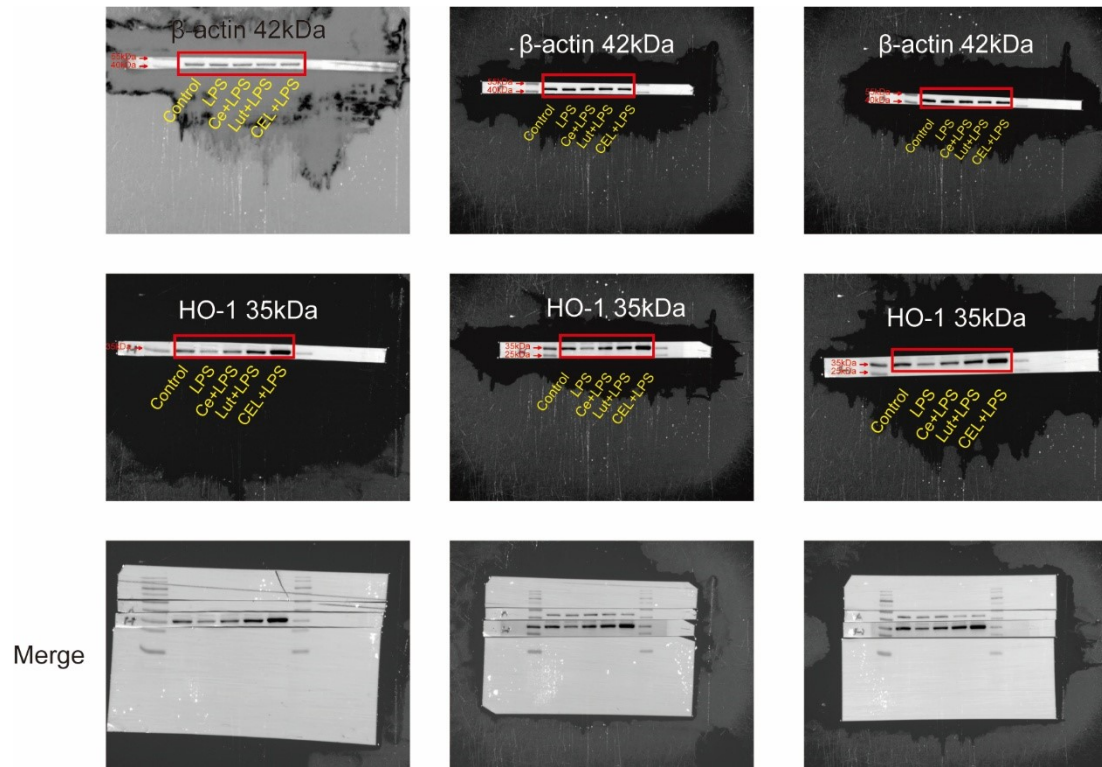 β-actin 42kDa
40kDa
Control
LPS
Ce+LPS
Lut+LPS
CEL+LPS
β-actin 42kDa
40kDa
Control
LPS
Ce+LPS
Lut+LPS
CEL+LPS
β-actin 42kDa
40kDa
Control
LPS
Ce+LPS
Lut+LPS
CEL+LPS
HO-1 35kDa
35kDa
Control
LPS
Ce+LPS
Lut+LPS
CEL+LPS
HO-1 35kDa
35kDa
25kDa
Control
LPS
Ce+LPS
Lut+LPS
CEL+LPS
HO-1 35kDa
35kDa
25kDa
Control
LPS
Ce+LPS
Lut+LPS
CEL+LPS
Merge